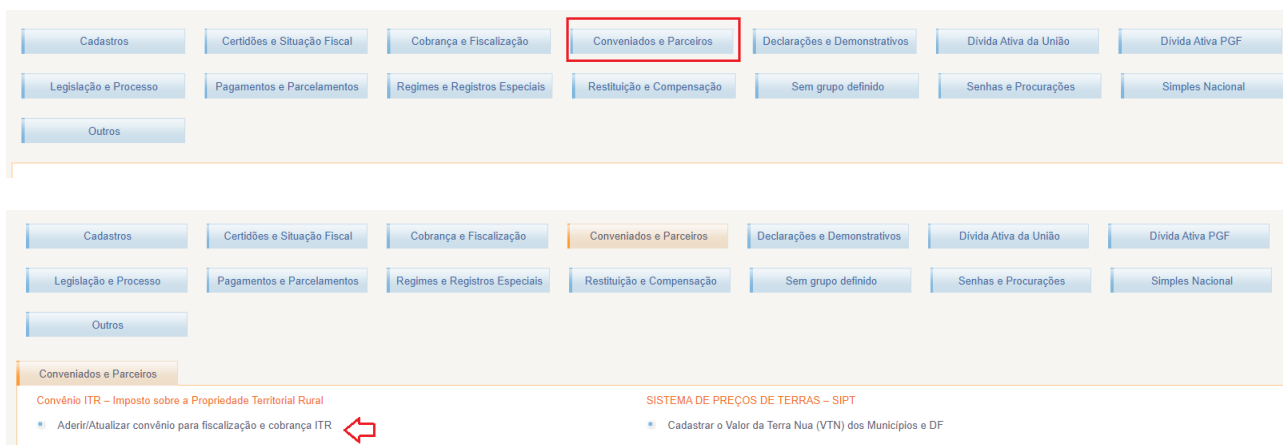 Cadastros Certidões e Situação Fiscal Cobrança e Fiscalização Conveniados e Parceiros Declarações e Demonstrativos Dívida Ativa da União Dívida Ativa PGF
Legislação e Processo Pagamentos e Parcelamentos Regimes e Registros Especiais Restituição e Compensação Sem grupo definido Senhas e Procurações Simples Nacional
Outros
Cadastros Certidões e Situação Fiscal Cobrança e Fiscalização Conveniados e Parceiros Declarações e Demonstrativos Dívida Ativa da União Dívida Ativa PGF
Legislação e Processo Pagamentos e Parcelamentos Regimes e Registros Especiais Restituição e Compensação Sem grupo definido Senhas e Procurações Simples Nacional
Outros
Conveniados e Parceiros
Convênio ITR – Imposto sobre a Propriedade Territorial Rural SISTEMA DE PREÇOS DE TERRAS – SIPT
Aderir/Atualizar convênio para fiscalização e cobrança ITR Cadastrar o Valor da Terra Nua (VTN) dos Municípios e DF